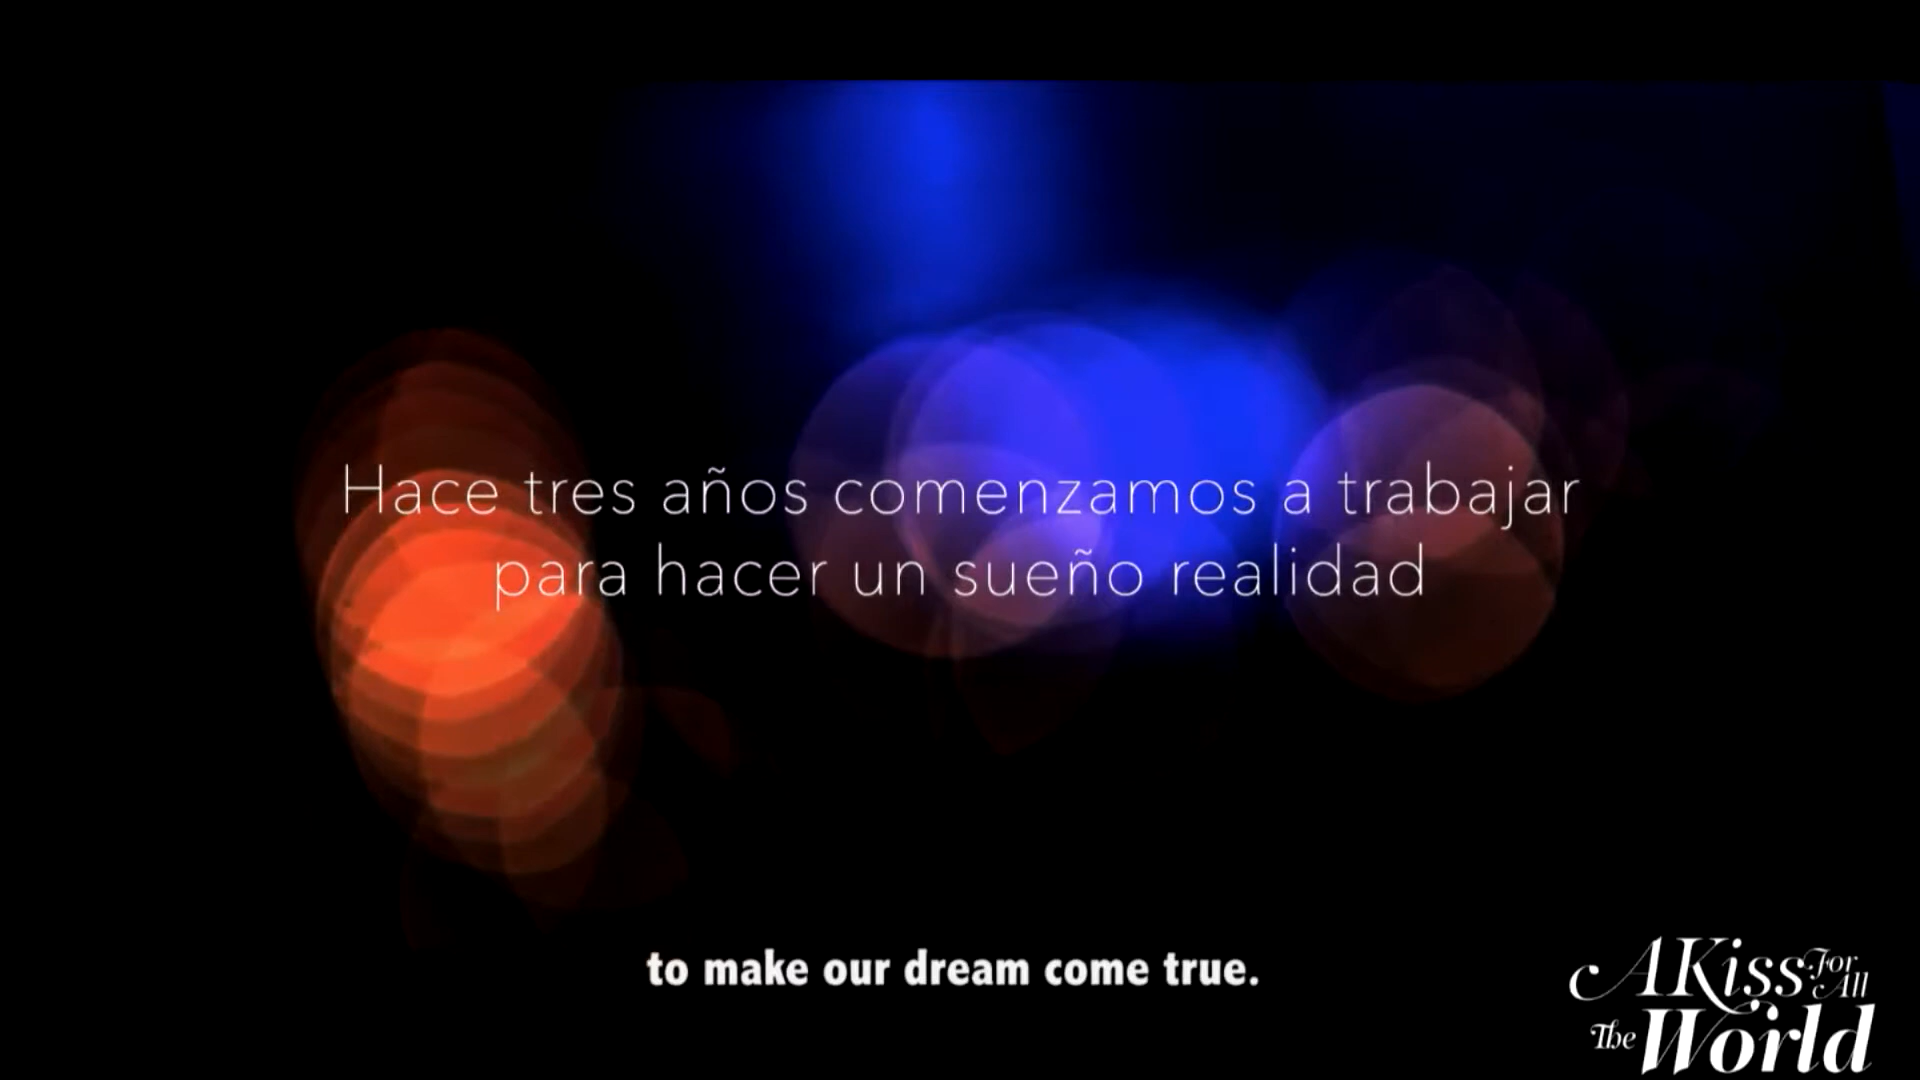 Hace tres años comenzamos a trabajar
para hacer un sueño realidad
to make our dream come true.
A Kiss For All
The World